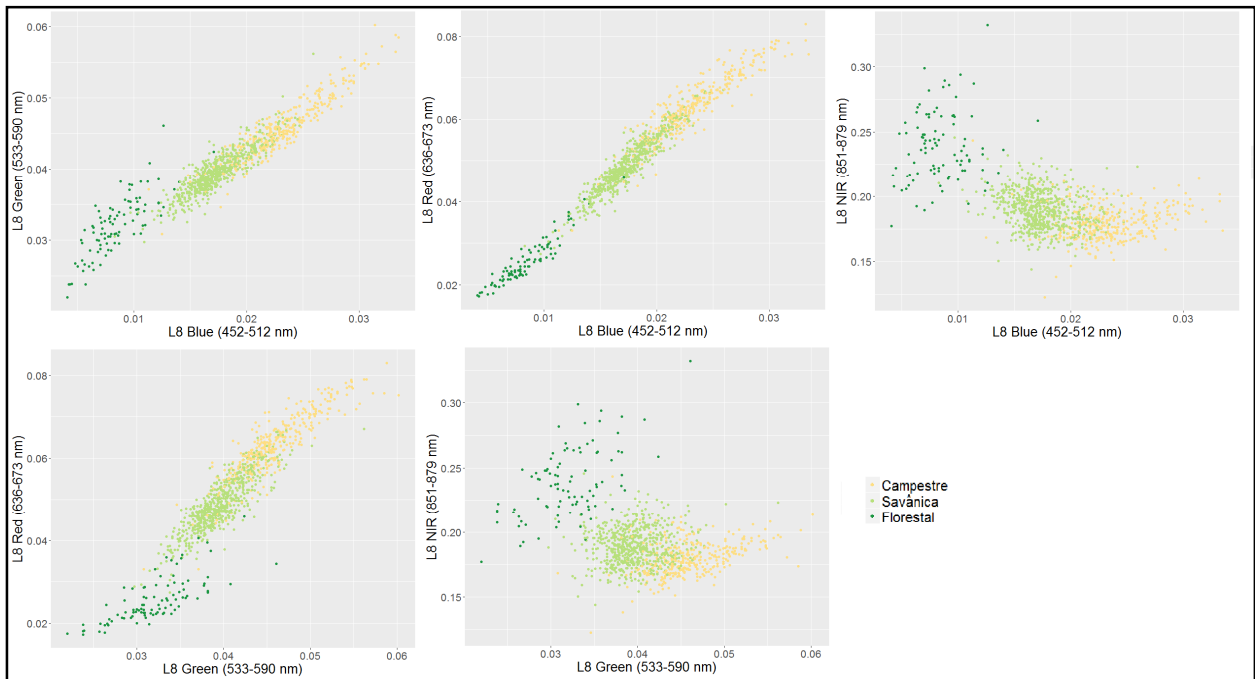 L8 Green (533-590 nm)
0.06
0.05
0.04
0.03
0.01
0.02
0.03
L8 Blue (452-512 nm)
L8 Red (636-673 nm)
0.08
0.06
0.04
0.02
0.01
0.02
0.03
L8 Blue (452-512 nm)
L8 NIR (851-879 nm)
0.30
0.25
0.20
0.15
0.01
0.02
0.03
L8 Blue (452-512 nm)
L8 Red (636-673 nm)
0.08
0.06
0.04
0.02
0.03
0.04
0.05
0.06
L8 Green (533-590 nm)
L8 NIR (851-879 nm)
0.30
0.25
0.20
0.15
0.03
0.04
0.05
0.06
L8 Green (533-590 nm)
Campestre
Savânica
Florestal